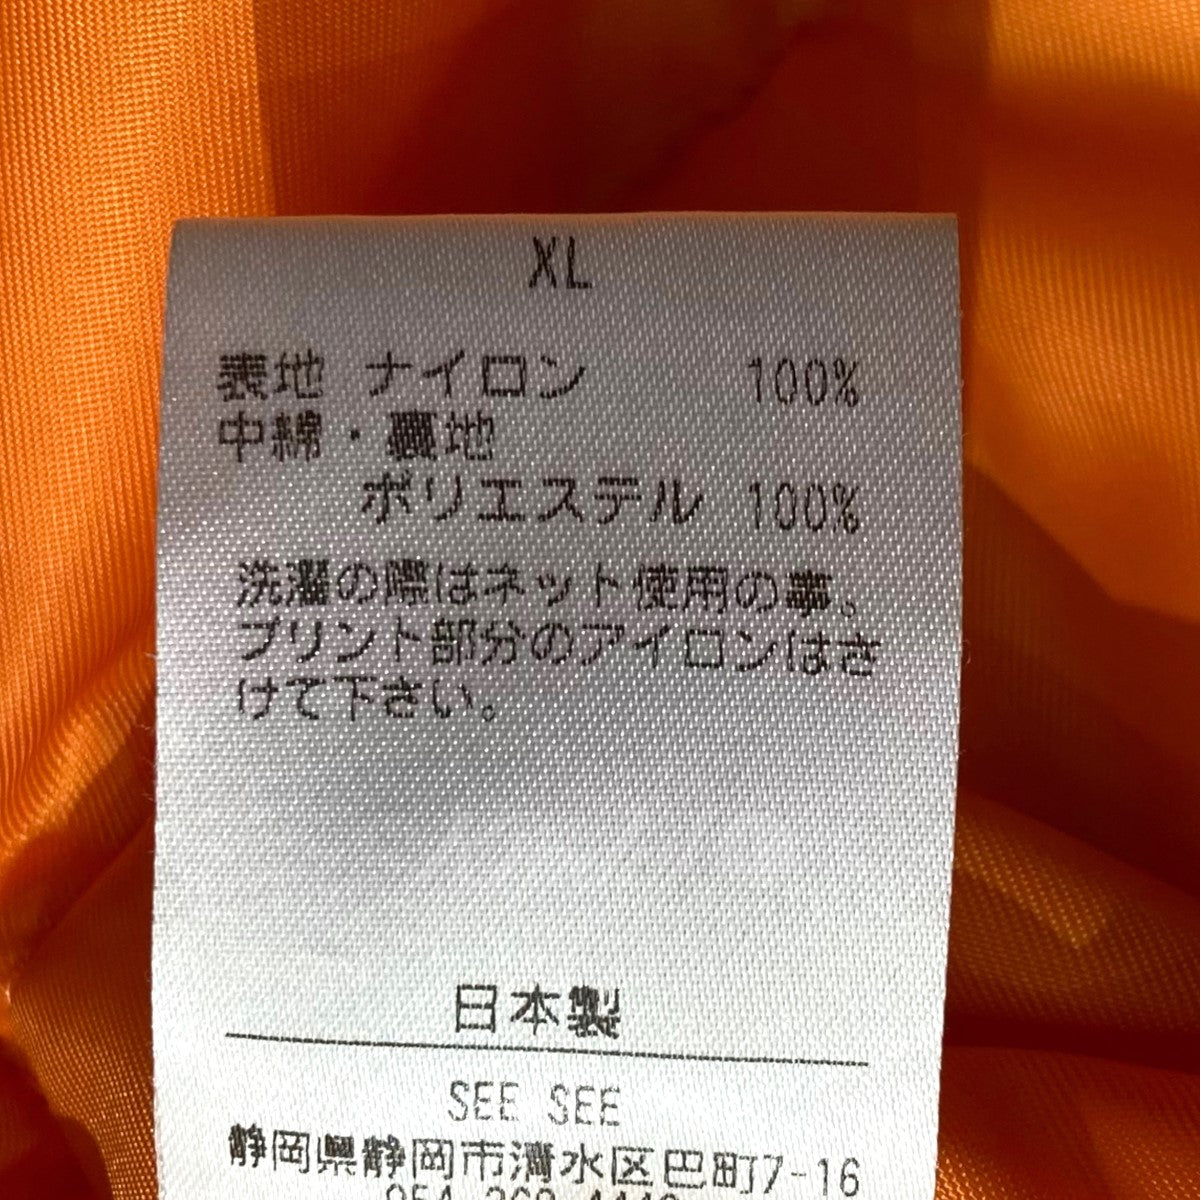 XL
表地 ナイロン 100%
中綿・裏地
ポリエステル 100%
洗濯の際はネット使用の事。
プリント部分のアイロンはさ
けて下さい。
日本製
SEE SEE
静岡県静岡市清水区巴町7-16